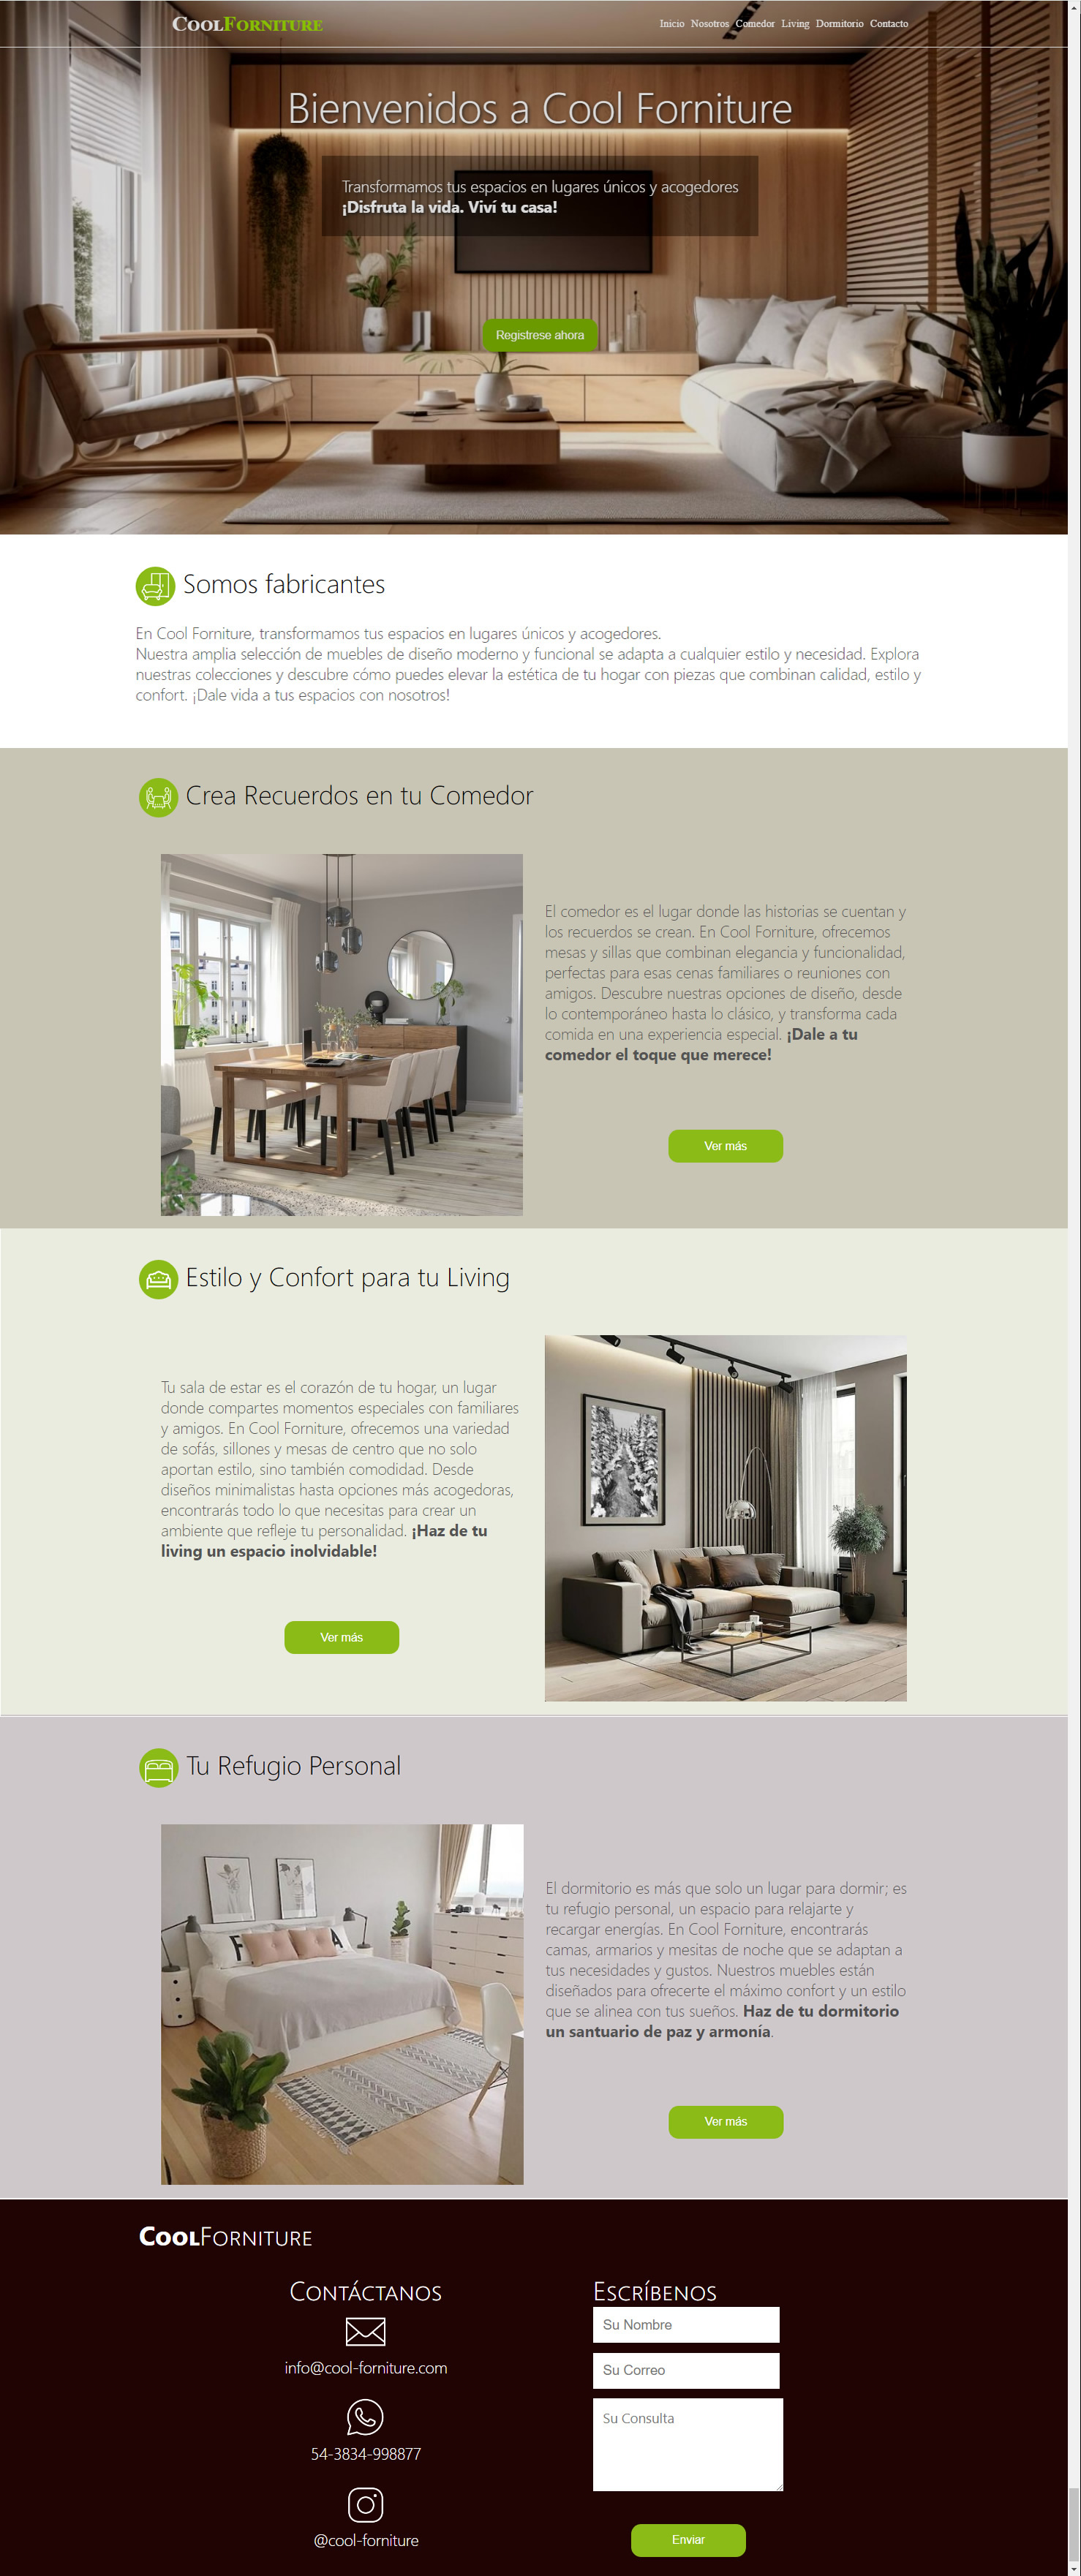 CoolForniture
Inicio Nosotros Comedor Living Dormitorio Contacto
Bienvenidos a Cool Forniture
Transformamos tus espacios en lugares únicos y acogedores
¡Disfruta la vida. Viví tu casa!
Registrese ahora
Somos fabricantes
En Cool Forniture, transformamos tus espacios en lugares únicos y acogedores.
Nuestra amplia selección de muebles de diseño moderno y funcional se adapta a cualquier estilo y necesidad. Explora
nuestras colecciones y descubre cómo puedes elevar la estética de tu hogar con piezas que combinan calidad, estilo y
confort. ¡Dale vida a tus espacios con nosotros!
Crea Recuerdos en tu Comedor
El comedor es el lugar donde las historias se cuentan y
los recuerdos se crean. En Cool Forniture, ofrecemos
mesas y sillas que combinan elegancia y funcionalidad,
perfectas para esas cenas familiares o reuniones con
amigos. Descubre nuestras opciones de diseño, desde
lo contemporáneo hasta lo clásico, y transforma cada
comida en una experiencia especial. ¡Dale a tu
comedor el toque que merece!
Ver más
Estilo y Confort para tu Living
Tu sala de estar es el corazón de tu hogar, un lugar
donde compartes momentos especiales con familiares
y amigos. En Cool Forniture, ofrecemos una variedad
de sofás, sillones y mesas de centro que no solo
aportan estilo, sino también comodidad. Desde
diseños minimalistas hasta opciones más acogedoras,
encontrarás todo lo que necesitas para crear un
ambiente que refleje tu personalidad. ¡Haz de tu
living un espacio inolvidable!
Ver más
Tu Refugio Personal
F A
El dormitorio es más que solo un lugar para dormir; es
tu refugio personal, un espacio para relajarte y
recargar energías. En Cool Forniture, encontrarás
camas, armarios y mesitas de noche que se adaptan a
tus necesidades y gustos. Nuestros muebles están
diseñados para ofrecerte el máximo confort y un estilo
que se alinea con tus sueños. Haz de tu dormitorio
un santuario de paz y armonía.
Ver más
CoolForniture
Contáctanos
info@cool-forniture.com
54-3834-998877
@cool-forniture
Escríbenos
Su Nombre
Su Correo
Su Consulta
Enviar